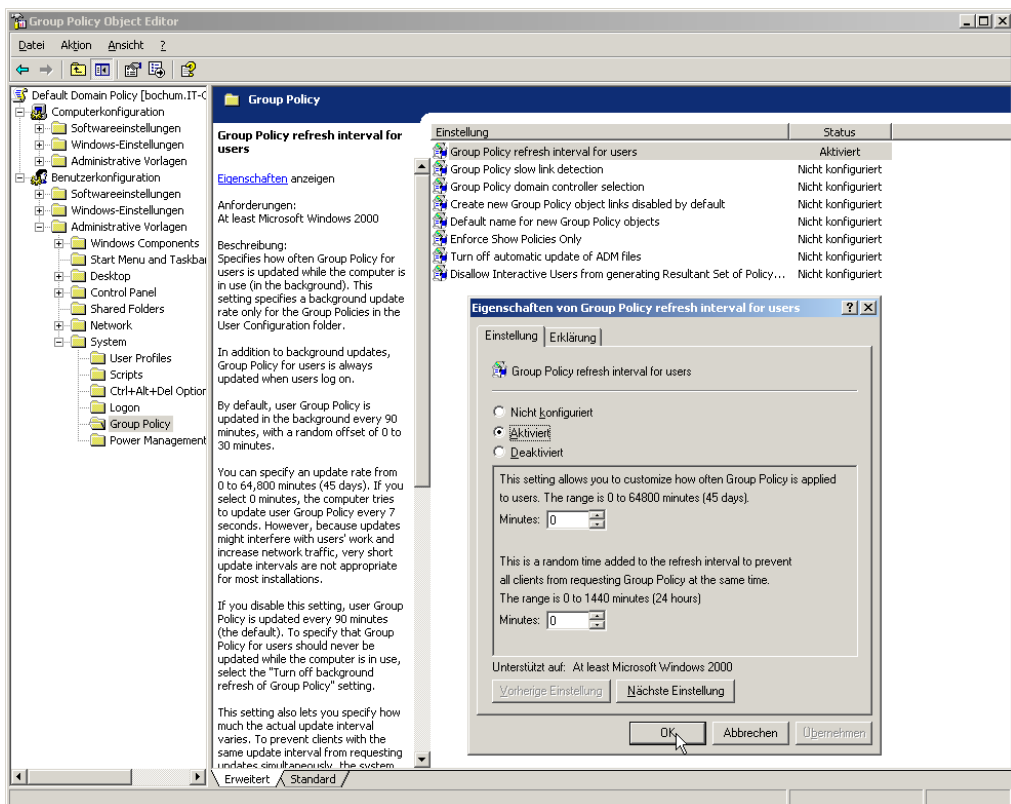 Group Policy Object Editor
Datei Aktion Ansicht ?
Default Domain Policy [bochum.IT-C
Computerkonfiguration
Softwareeinstellungen
Windows-Einstellungen
Administrative Vorlagen
Benutzerkonfiguration
Softwareeinstellungen
Windows-Einstellungen
Administrative Vorlagen
Windows Components
Start Menu and Taskbar
Desktop
Control Panel
Shared Folders
Network
System
User Profiles
Scripts
Ctrl+Alt+Del Option
Logon
Group Policy
Power Management
Group Policy
Group Policy refresh interval for
users
Eigenschaften anzeigen
Anforderungen:
At least Microsoft Windows 2000
Beschreibung:
Specifies how often Group Policy for
users is updated while the computer is
in use (in the background). This
setting specifies a background update
rate only for the Group Policies in the
User Configuration folder.
In addition to background updates,
Group Policy for users is always
updated when users log on.
By default, user Group Policy is
updated in the background every 90
minutes, with a random offset of 0 to
30 minutes.
You can specify an update rate from
0 to 64,800 minutes (45 days). If you
select 0 minutes, the computer tries
to update user Group Policy every 7
seconds. However, because updates
might interfere with users' work and
increase network traffic, very short
update intervals are not appropriate
for most installations.
If you disable this setting, user Group
Policy is updated every 90 minutes
(the default). To specify that Group
Policy for users should never be
updated while the computer is in use,
select the "Turn off background
refresh of Group Policy" setting.
This setting also lets you specify how
much the actual update interval
varies. To prevent clients with the
same update interval from requesting
updates simultaneously, the system
Einstellung Status
Group Policy refresh interval for users Aktiviert
Group Policy slow link detection Nicht konfiguriert
Group Policy domain controller selection Nicht konfiguriert
Create new Group Policy object links disabled by default Nicht konfiguriert
Default name for new Group Policy objects Nicht konfiguriert
Enforce Show Policies Only Nicht konfiguriert
Turn off automatic update of ADM files Nicht konfiguriert
Disallow Interactive Users from generating Resultant Set of Policy... Nicht konfiguriert
Eigenschaften von Group Policy refresh interval for users
Einstellung Erklärung
Group Policy refresh interval for users
Nicht konfiguriert
Aktiviert
Deaktiviert
This setting allows you to customize how often Group Policy is applied
to users. The range is 0 to 64800 minutes (45 days).
Minutes: 0
This is a random time added to the refresh interval to prevent
all clients from requesting Group Policy at the same time.
The range is 0 to 1440 minutes (24 hours)
Minutes: 0
Unterstützt auf: At least Microsoft Windows 2000
Vorherige Einstellung Nächste Einstellung
OK Abbrechen Übernehmen
Erweitert Standard